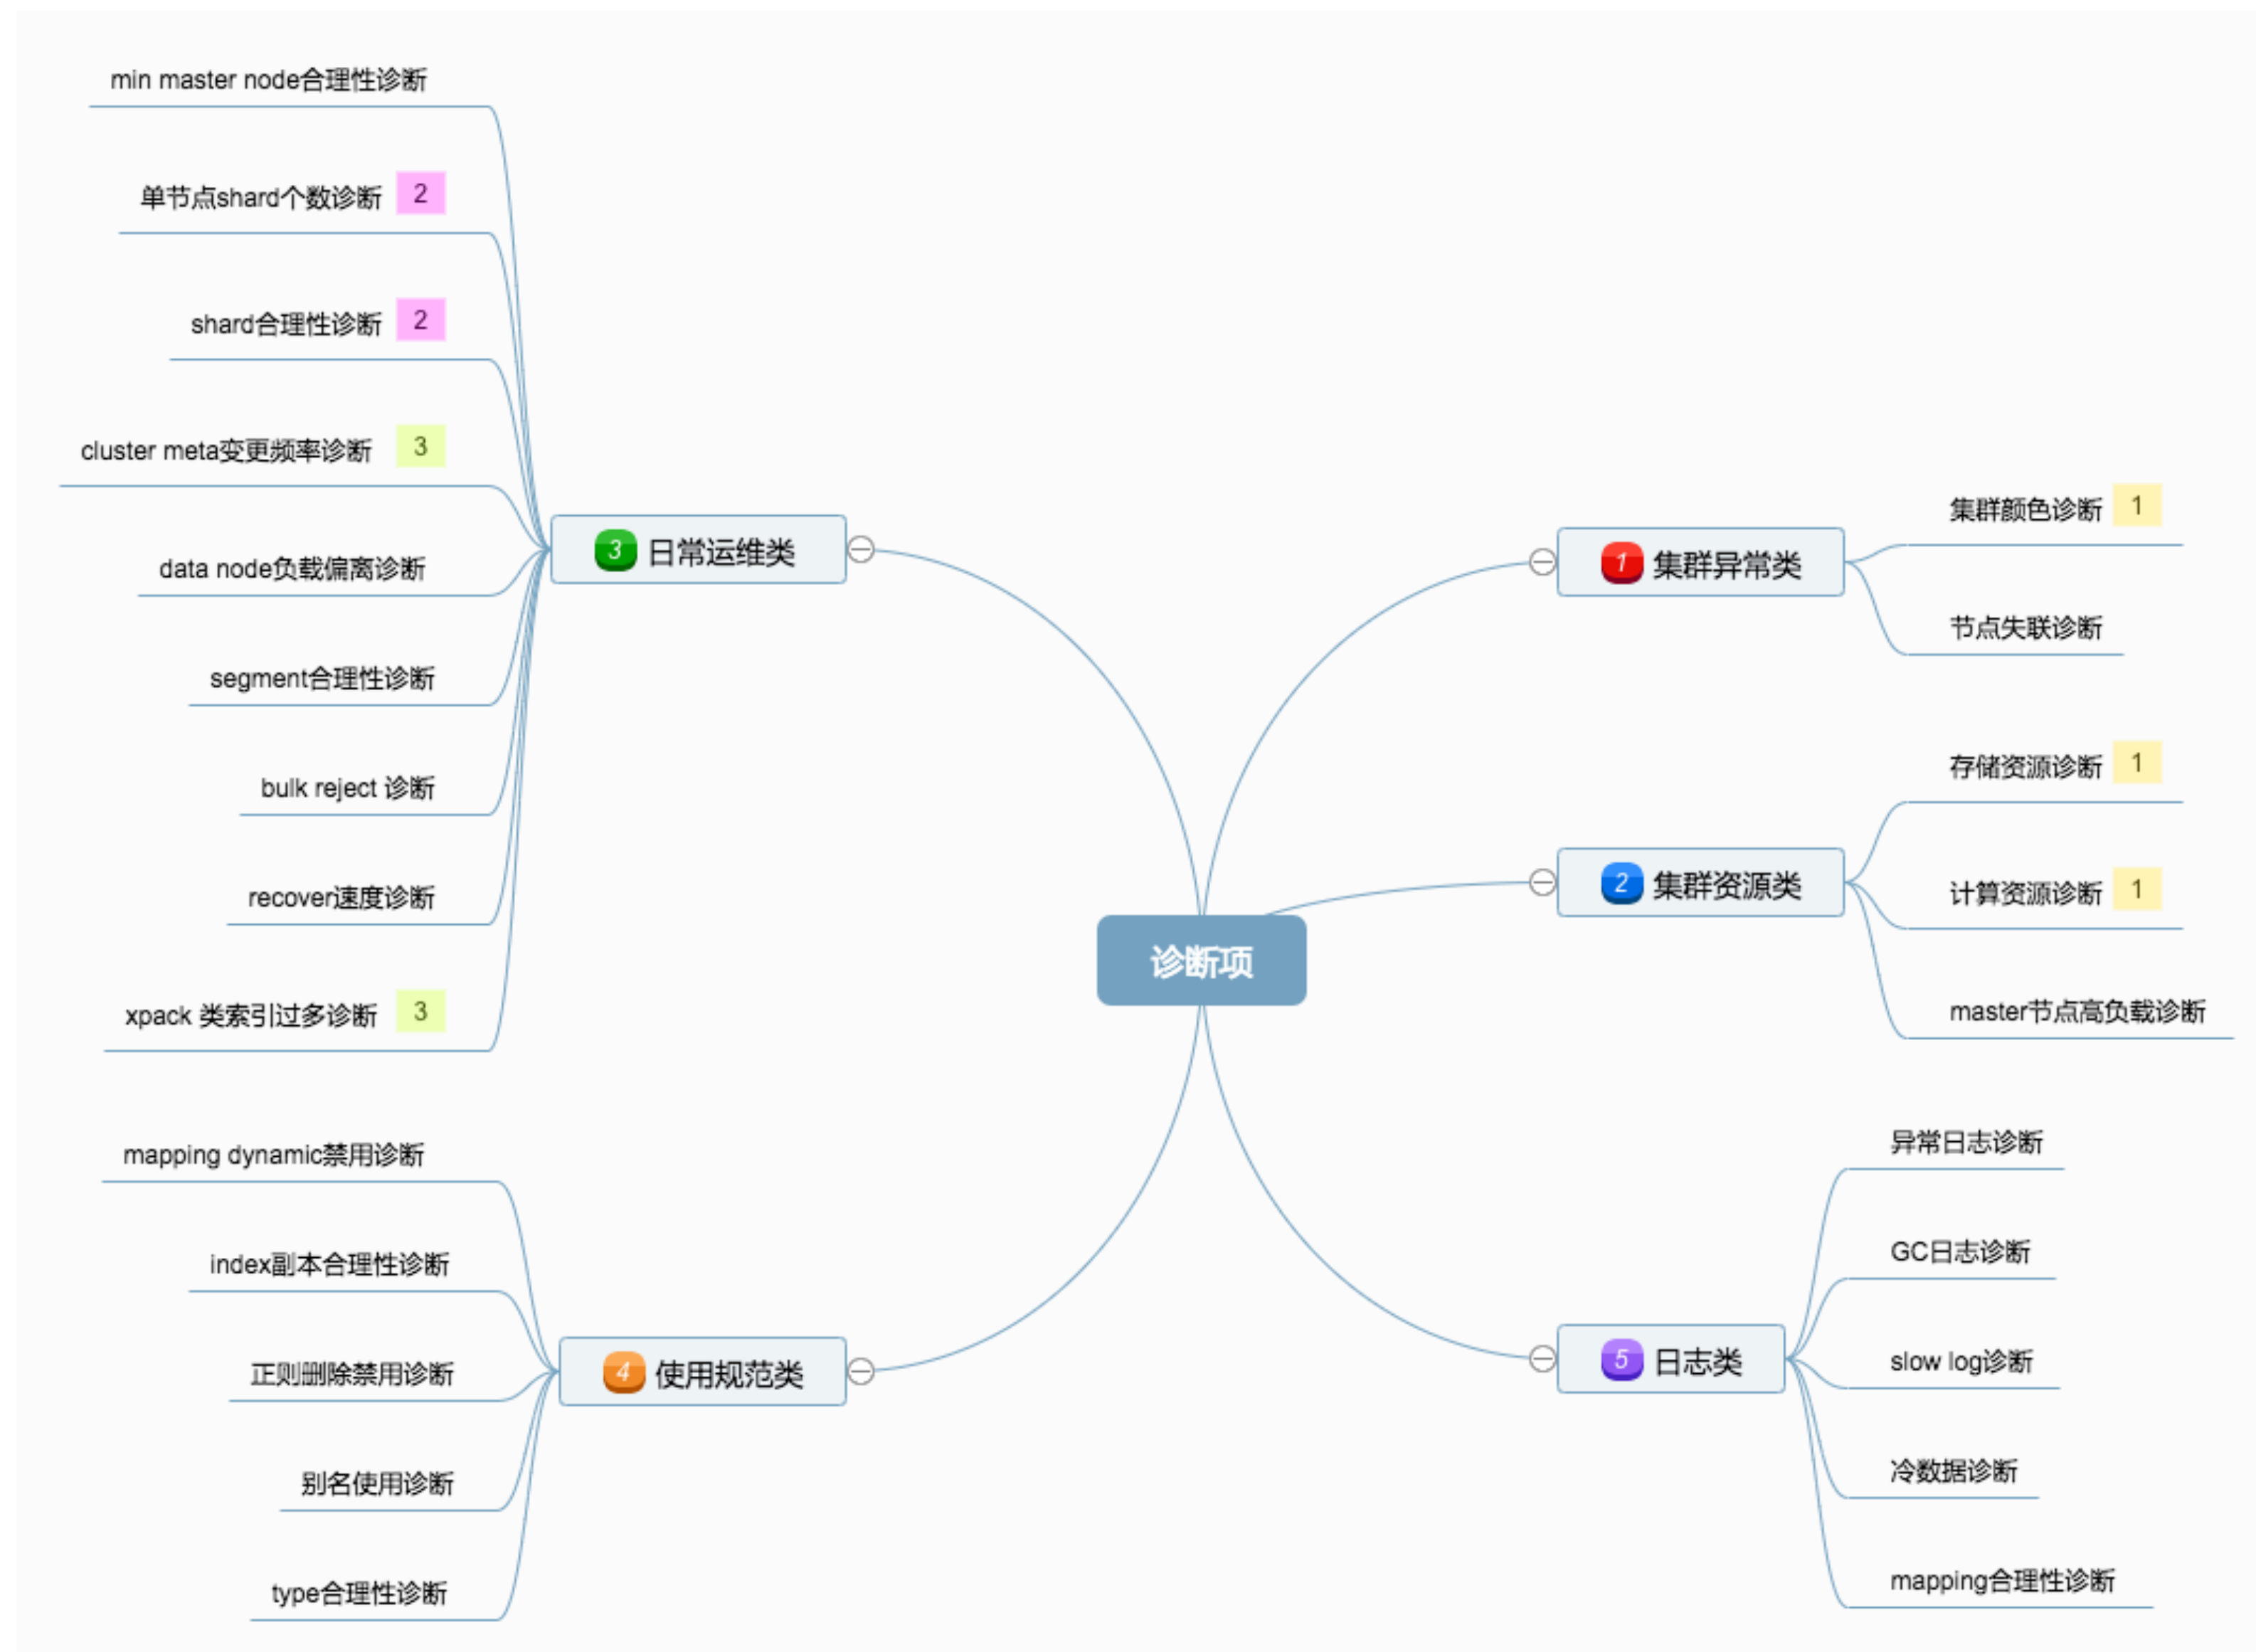 诊断项
1 集群异常类
集群颜色诊断 1
节点失联诊断
2 集群资源类
存储资源诊断 1
计算资源诊断 1
master节点高负载诊断
3 日常运维类
min master node合理性诊断
单节点shard个数诊断 2
shard合理性诊断 2
cluster meta变更频率诊断 3
data node负载偏离诊断
segment合理性诊断
bulk reject 诊断
recover速度诊断
xpack 类索引过多诊断 3
4 使用规范类
mapping dynamic禁用诊断
index副本合理性诊断
正则删除禁用诊断
别名使用诊断
type合理性诊断
5 日志类
异常日志诊断
GC日志诊断
slow log诊断
冷数据诊断
mapping合理性诊断